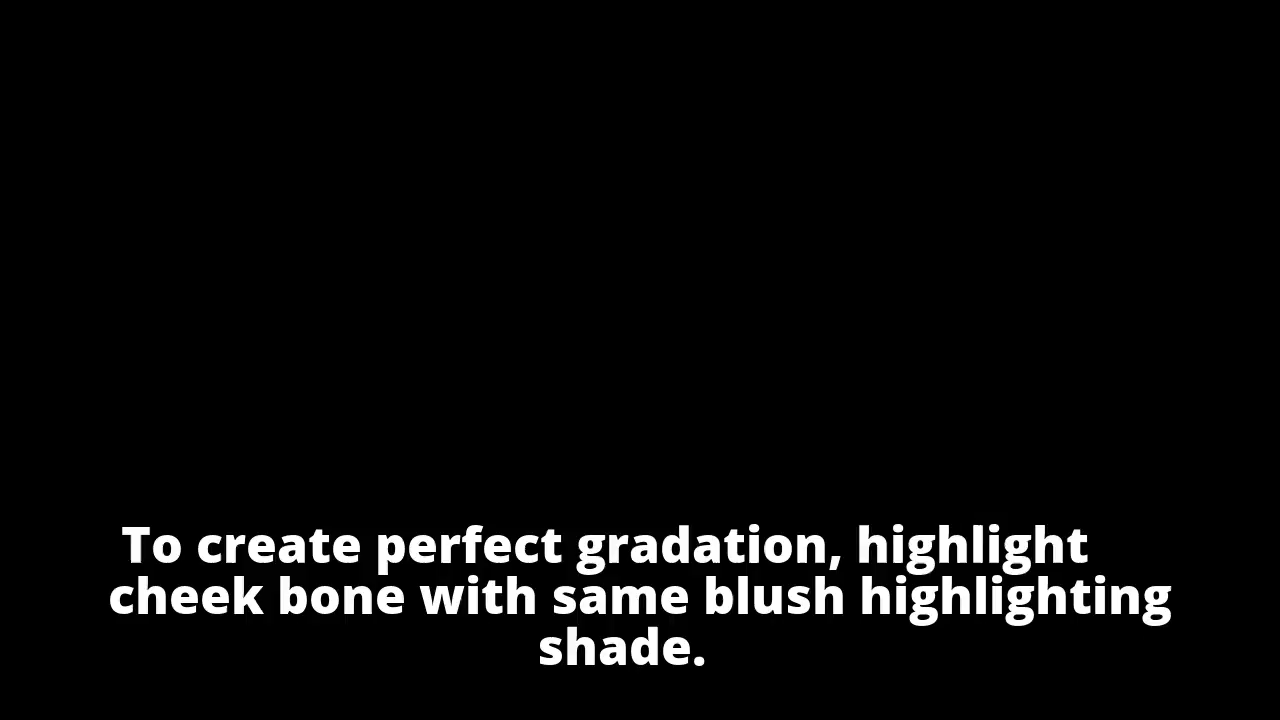 To create perfect gradation, highlight
cheek bone with same blush highlighting
shade.